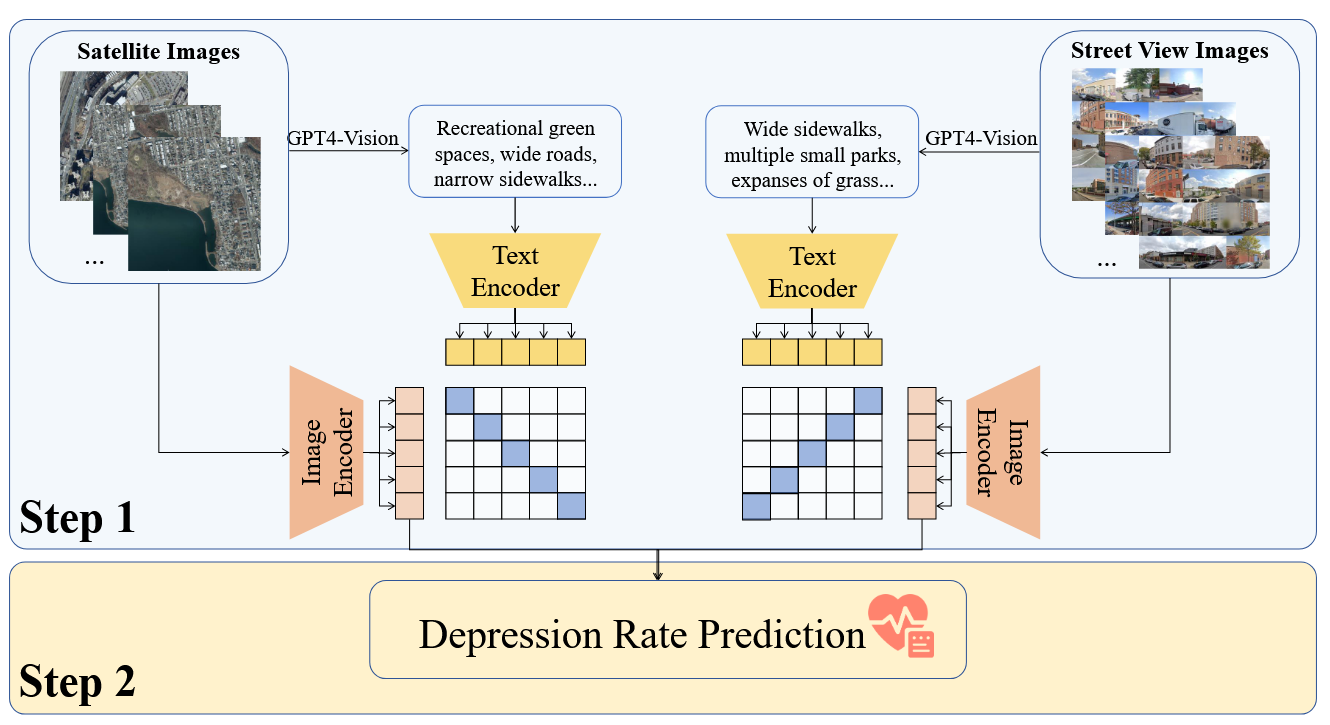 Satellite Images
Street View Images
GPT4-Vision
Recreational green
spaces, wide roads,
narrow sidewalks...
Wide sidewalks,
multiple small parks,
expanses of grass...
GPT4-Vision
...
...
Text
Encoder
Text
Encoder
Image
Encoder
Image
Encoder
Step 1
Depression Rate Prediction
Step 2